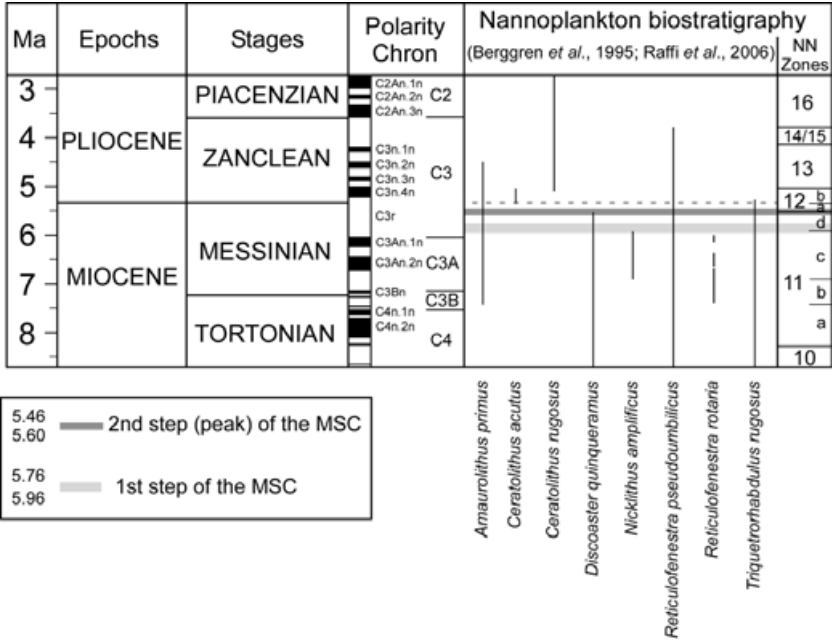 Ma
Epochs
Stages
Polarity
Chron
Nannoplankton biostratigraphy
(Berggren et al., 1995; Raffi et al., 2006)
NN
Zones
3
4
5
6
7
8
PLIOCENE
MIOCENE
PIACENZIAN
ZANCLEAN
MESSINIAN
TORTONIAN
C2An.1n
C2An.2n
C2An.3n
C3n.1n
C3n.2n
C3n.3n
C3n.4n
C3r
C3An.1n
C3An.2n
C3Bn
C4n.1n
C4n.2n
C2
C3
C3A
C3B
C4
16
14/15
13
12
b
a
d
11
c
b
a
10
5.46
5.60
2nd step (peak) of the MSC
5.76
5.96
1st step of the MSC
Amaurolithus primus
Ceratolithus acutus
Ceratolithus rugosus
Discoaster quinqueramus
Nicklithus amplificus
Reticulofenestra pseudoumbilicus
Reticulofenestra rotaria
Triquetrorhabdulus rugosus